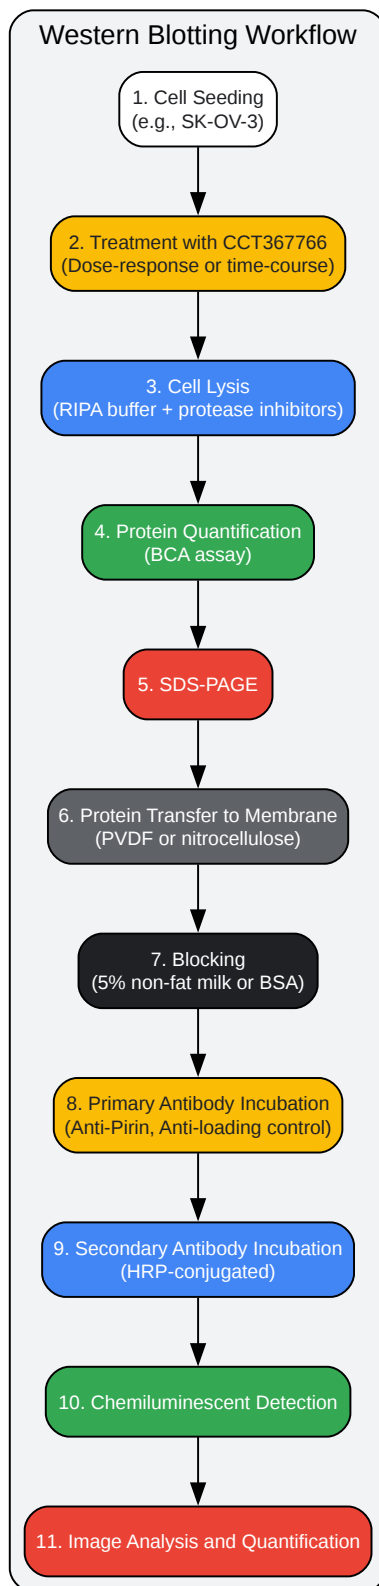 Western Blotting Workflow
1. Cell Seeding
(e.g., SK-OV-3)
2. Treatment with CCT367766
(Dose-response or time-course)
3. Cell Lysis
(RIPA buffer + protease inhibitors)
4. Protein Quantification
(BCA assay)
5. SDS-PAGE
6. Protein Transfer to Membrane
(PVDF or nitrocellulose)
7. Blocking
(5% non-fat milk or BSA)
8. Primary Antibody Incubation
(Anti-Pirin, Anti-loading control)
9. Secondary Antibody Incubation
(HRP-conjugated)
10. Chemiluminescent Detection
11. Image Analysis and Quantification